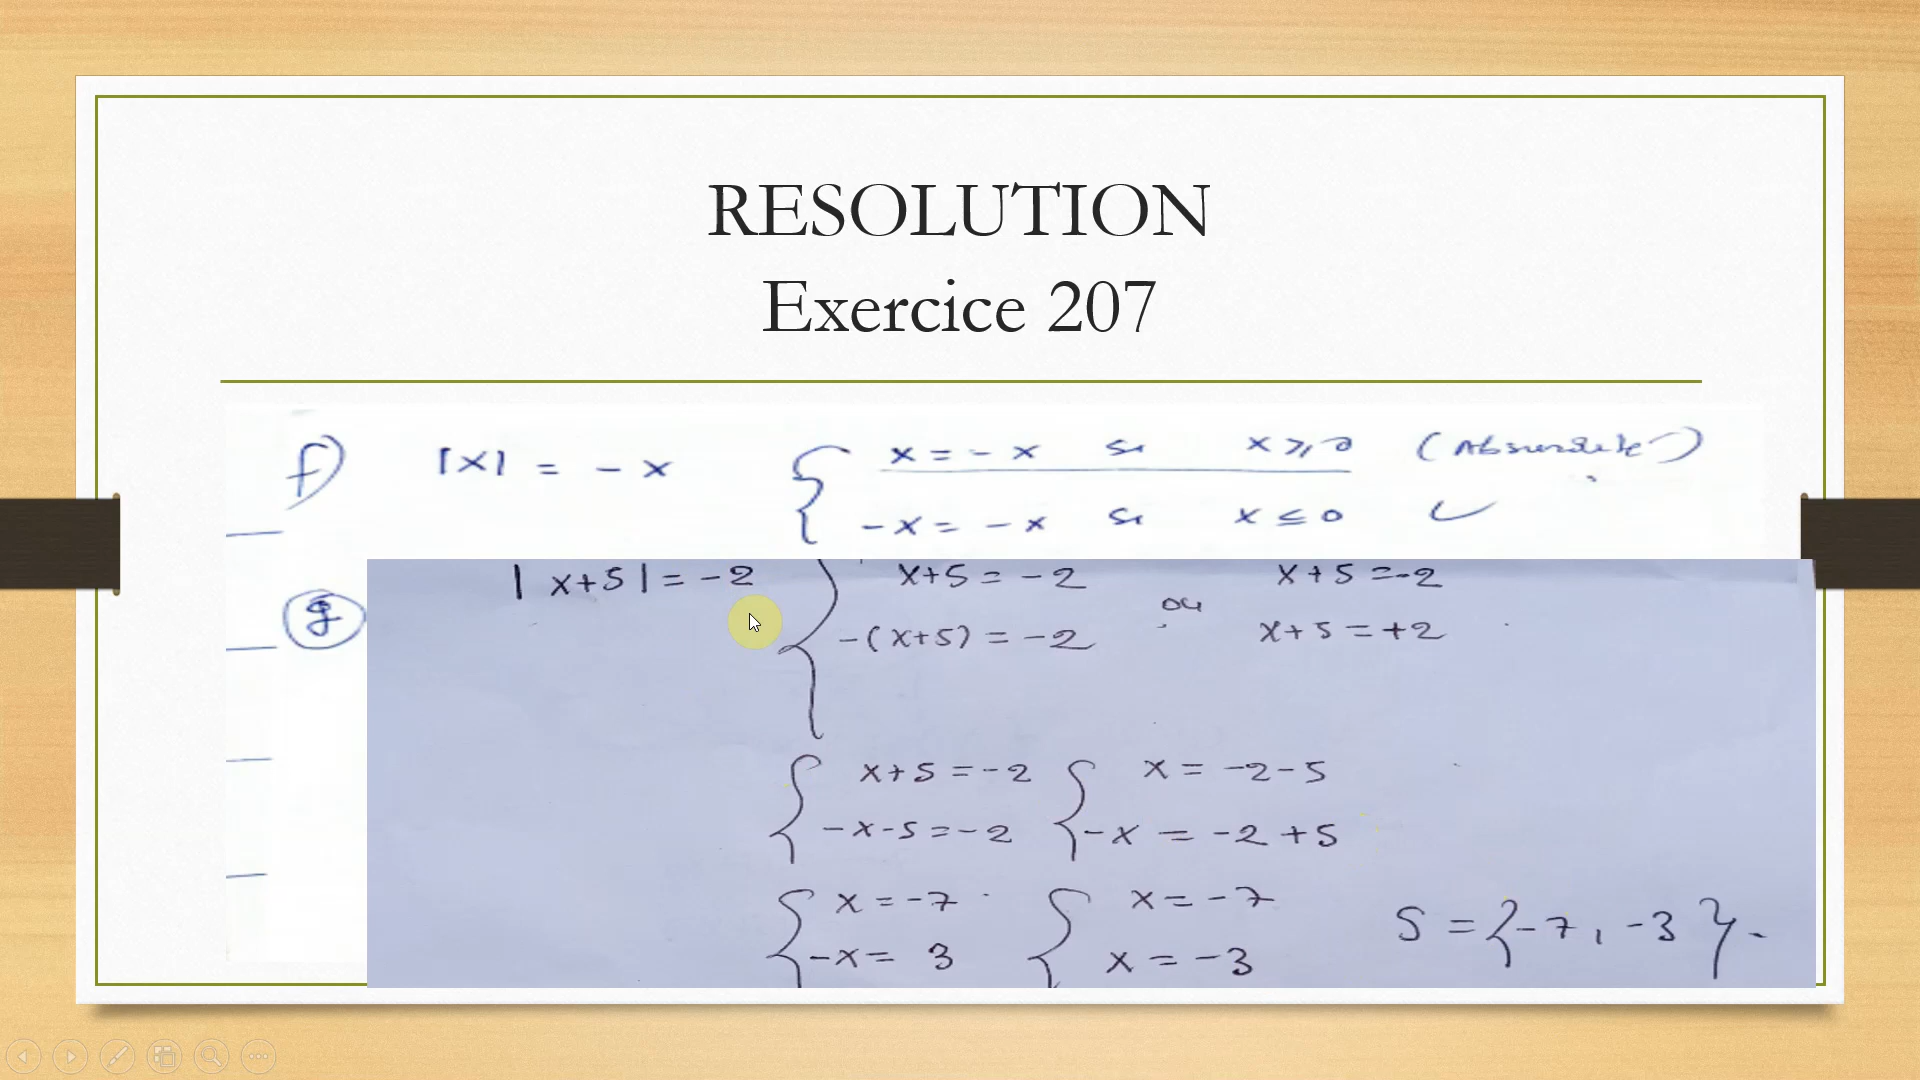 RESOLUTION
Exercice 207
f) |x| = - x { x = - x si x ⩾ 0 (Absurdité)
- x = - x si x ≤ 0 ✓
g | x+5 | = -2 { x+5 = -2 ou x+5 = -2
-(x+5) = -2 x+5 = +2
{ x+5 = -2 { x = -2-5
-x-5 = -2 -x = -2+5
{ x = -7 { x = -7 S = {-7, -3}.
-x = 3 x = -3